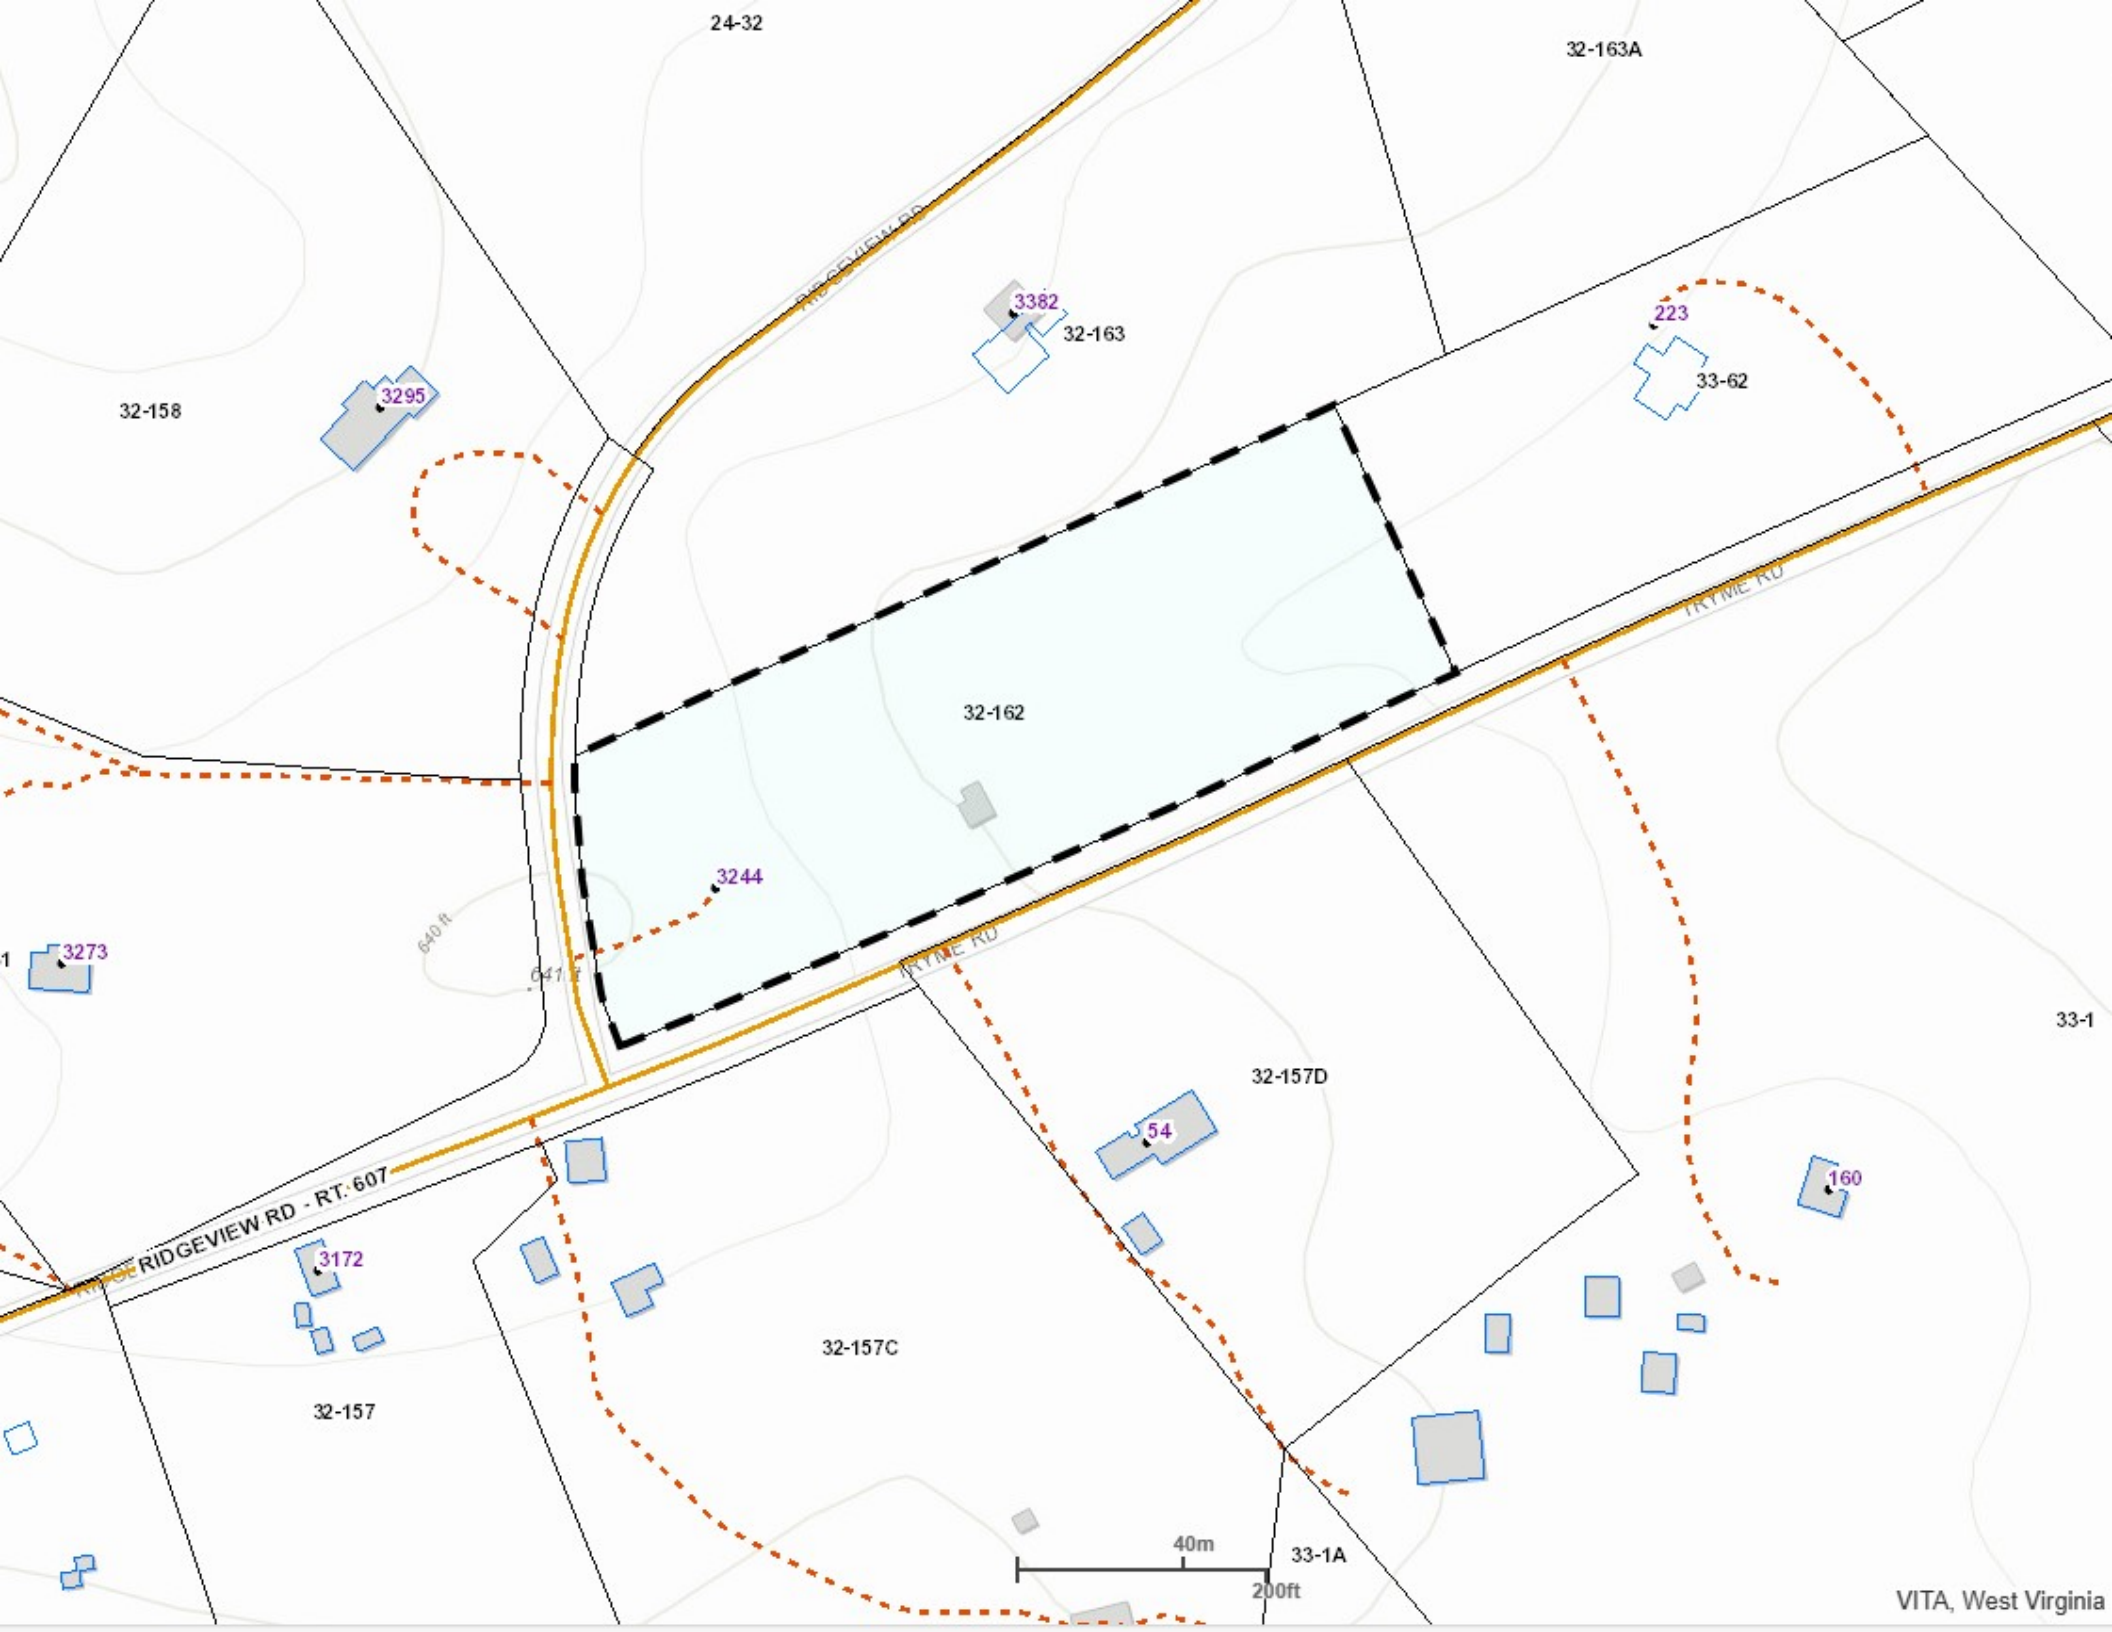 24-32
32-163A
RIDGEVIEW RD
3382
32-163
223
33-62
3295
32-158
TRYME RD
32-162
3244
640 ft
641 ft
TRYME RD
3273
1
33-1
32-157D
54
160
RIDGEVIEW RD - RT. 607
3172
32-157C
32-157
40m
200ft
33-1A
VITA, West Virginia